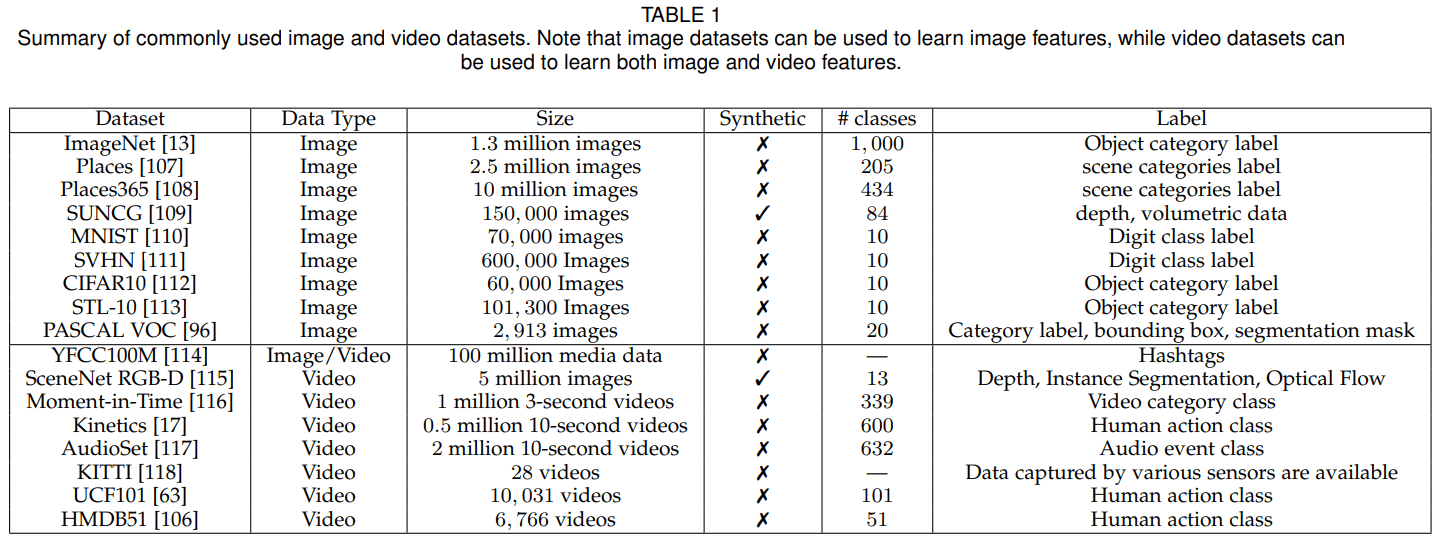 TABLE 1
Summary of commonly used image and video datasets. Note that image datasets can be used to learn image features, while video datasets can
be used to learn both image and video features.
Dataset Data Type Size Synthetic # classes Label
ImageNet [13] Image 1.3 million images ✗ 1,000 Object category label
Places [107] Image 2.5 million images ✗ 205 scene categories label
Places365 [108] Image 10 million images ✗ 434 scene categories label
SUNCG [109] Image 150,000 images ✓ 84 depth, volumetric data
MNIST [110] Image 70,000 images ✗ 10 Digit class label
SVHN [111] Image 600,000 Images ✗ 10 Digit class label
CIFAR10 [112] Image 60,000 Images ✗ 10 Object category label
STL-10 [113] Image 101,300 Images ✗ 10 Object category label
PASCAL VOC [96] Image 2,913 images ✗ 20 Category label, bounding box, segmentation mask
YFCC100M [114] Image/Video 100 million media data ✗ — Hashtags
SceneNet RGB-D [115] Video 5 million images ✓ 13 Depth, Instance Segmentation, Optical Flow
Moment-in-Time [116] Video 1 million 3-second videos ✗ 339 Video category class
Kinetics [17] Video 0.5 million 10-second videos ✗ 600 Human action class
AudioSet [117] Video 2 million 10-second videos ✗ 632 Audio event class
KITTI [118] Video 28 videos ✗ — Data captured by various sensors are available
UCF101 [63] Video 10,031 videos ✗ 101 Human action class
HMDB51 [106] Video 6,766 videos ✗ 51 Human action class